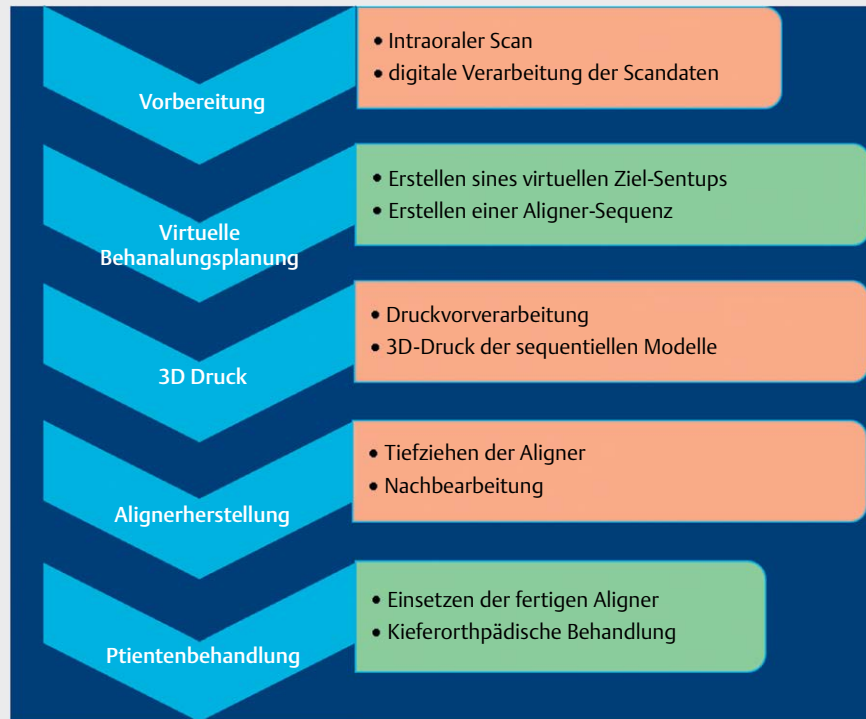 Vorbereitung
• Intraoraler Scan
• digitale Verarbeitung der Scandaten
Virtuelle
Behanalungsplanung
• Erstellen sines virtuellen Ziel-Sentups
• Erstellen einer Aligner-Sequenz
3D Druck
• Druckvorverarbeitung
• 3D-Druck der sequentiellen Modelle
Alignerherstellung
• Tiefziehen der Aligner
• Nachbearbeitung
Ptientenbehandlung
• Einsetzen der fertigen Aligner
• Kieferorthpädische Behandlung